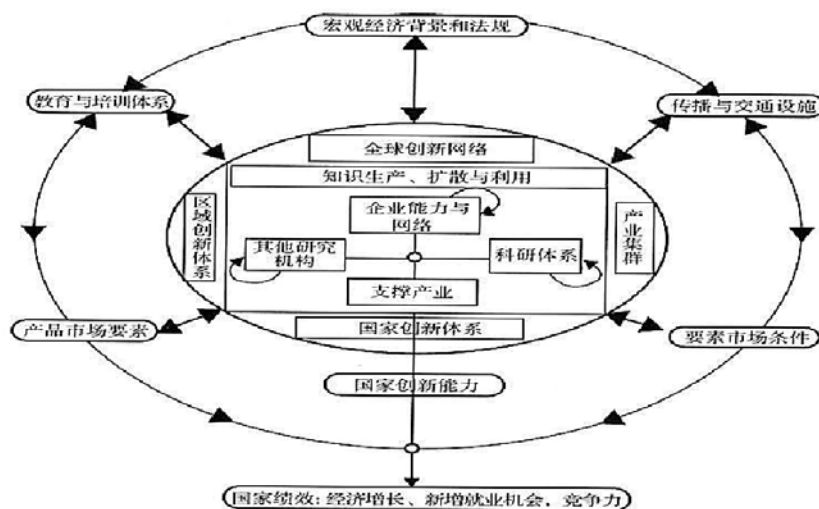 宏观经济背景和法规
教育与培训体系
传播与交通设施
全球创新网络
知识生产、扩散与利用
区域创新体系
企业能力与
网络
产业集群
其他研究
机构
科研体系
支撑产业
国家创新体系
产品市场要素
要素市场条件
国家创新能力
国家绩效：经济增长、新增就业机会，竞争力